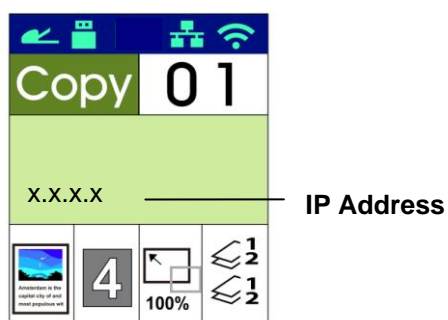 Copy 01
x.x.x.x
IP Address
Amsterdam is the
capital city of and
most populous wit
4
100%
1
2
1
2